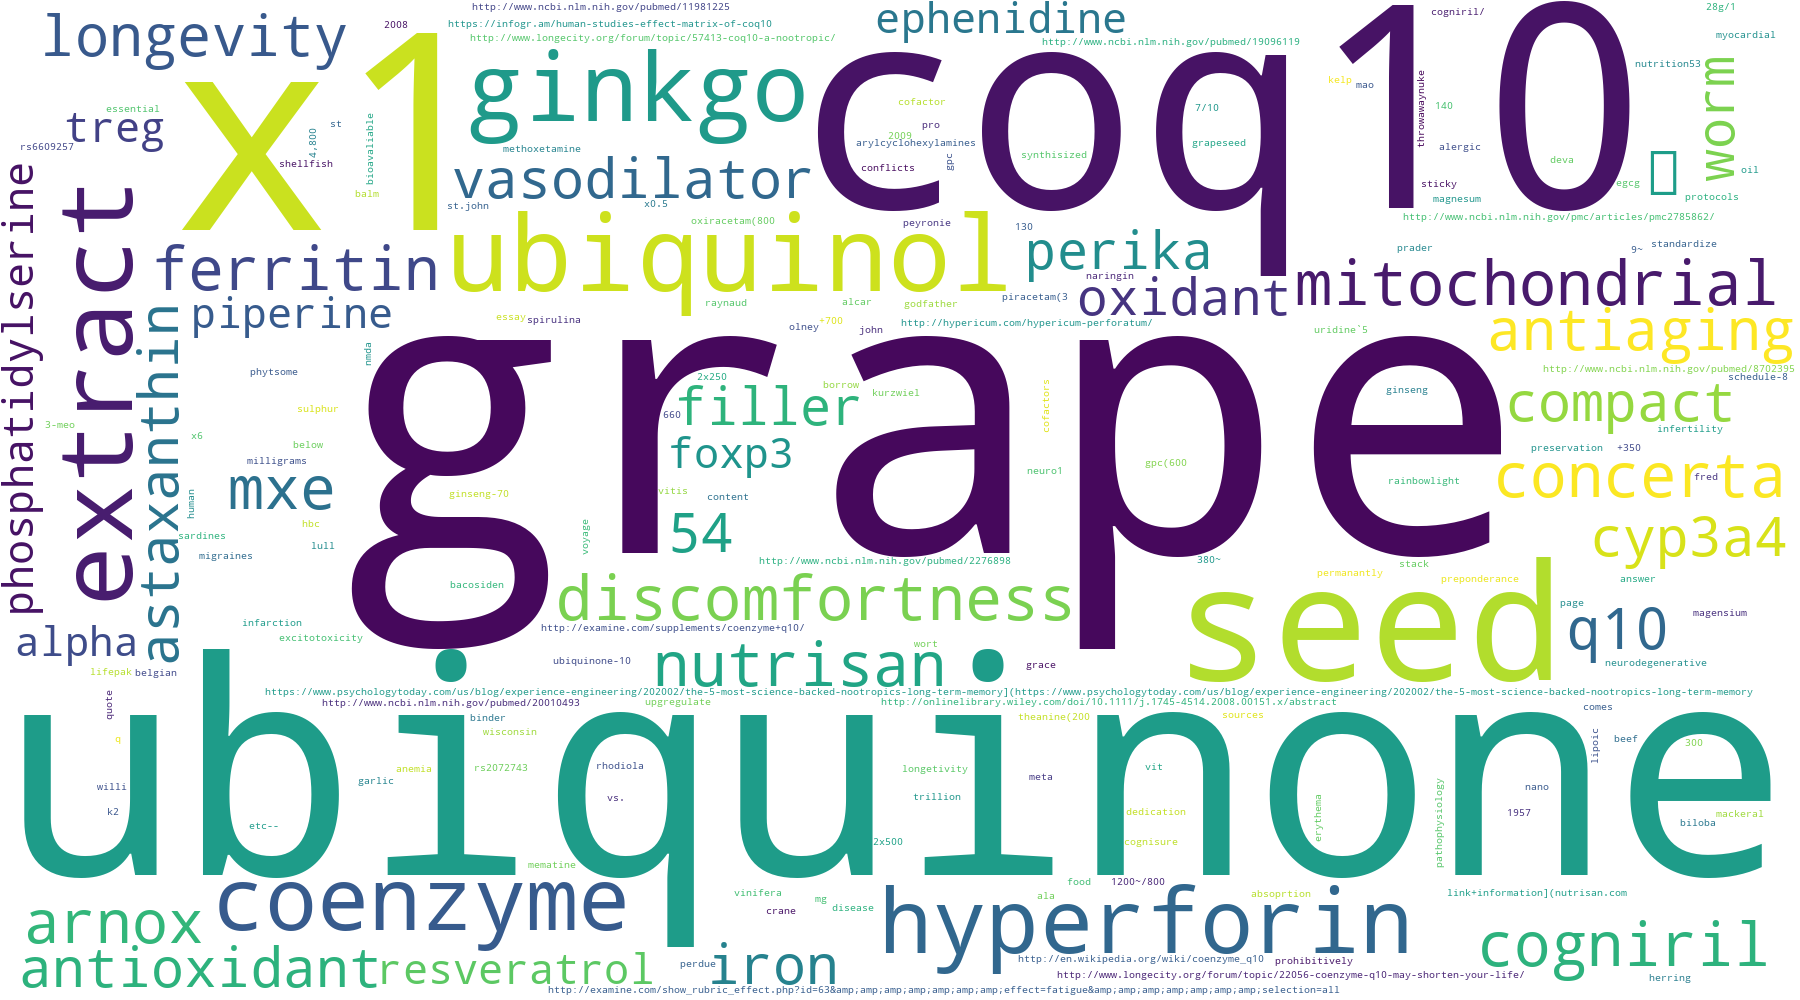 http://www.ncbi.nlm.nih.gov/pubmed/11981225
2008
https://infogr.am/human-studies-effect-matrix-of-coq10
http://www.longecity.org/forum/topic/57413-coq10-a-nootropic/
longevity
ephenidine
cogniril/
28g/1
myocardial
http://www.ncbi.nlm.nih.gov/pubmed/19096119
nutrition53
x1
ginkgo
coq10
worm
essential
treg
rs6609257
4,800
st
bioavaliable
shellfish
balm
methoxetamine
cofactor
pro
2009
arylcyclohexylamines
conflicts
gpc
7/10
synthisized
grapeseed
kelp
mao
throwawaynuke
140
alergic
sticky
magnesum
deva
egcg
oil
protocols
vasodilator
st.john
x0.5
oxiracetam(800
peyronie
130
http://www.ncbi.nlm.nih.gov/pmc/articles/pmc2785862/
phosphatidylserine
extract
ferritin
ubiquinol
perika
prader
9~
standardize
naringin
piracetam(3
oxidant
mitochondrial
piperine
astaxanthin
raynaud
alcar
godfather
essay
spirulina
olney
+700
john
http://hypericum.com/hypericum-perforatum/
uridine´5
antiaging
nmda
phytsome
grape
2x250
borrow
kurzwiel
filler
660
cofactors
ginseng
http://www.ncbi.nlm.nih.gov/pubmed/8702395
schedule-8
compact
infertility
sulphur
3-meo
x6
below
milligrams
foxp3
neuro1
gpc(600
preservation
+350
fred
rainbowlight
concerta
mxe
human
ginseng-70
vitis
content
54
voyage
hbc
sardines
lull
migraines
cyp3a4
http://www.ncbi.nlm.nih.gov/pubmed/2276898
380~
stack
permanantly
preponderance
answer
bacosiden
discomfortness
seed
page
magensium
q10
infarction
excitotoxicity
http://examine.com/supplements/coenzyme+q10/
alpha
wort
ubiquinone-10
nutrisan
grace
neurodegenerative
lifepak
belgian
https://www.psychologytoday.com/us/blog/experience-engineering/202002/the-5-most-science-backed-nootropics-long-term-memory](https://www.psychologytoday.com/us/blog/experience-engineering/202002/the-5-most-science-backed-nootropics-long-term-memory
quote
http://www.ncbi.nlm.nih.gov/pubmed/20010493
upgregulate
http://onlinelibrary.wiley.com/doi/10.1111/j.1745-4514.2008.00151.x/abstract
comes
binder
wisconsin
theanine(200
sources
q
ubiquinone
anemia
rs2072743
rhodiola
longetivity
meta
vit
lipoic
beef
300
garlic
willi
vs.
trillion
k2
dedication
erythema
pathophysiology
nano
1957
mackeral
biloba
etc--
2x500
cognisure
mematine
coenzyme
vinifera
mg
crane
disease
food
1200~/800
ala
absoprtion
link+information](nutrisan.com
arnox
hyperforin
cogniril
antioxidant
resveratrol
perdue
iron
http://en.wikipedia.org/wiki/coenzyme_q10
prohibitively
http://www.longecity.org/forum/topic/22056-coenzyme-q10-may-shorten-your-life/
herring
http://examine.com/show_rubric_effect.php?id=63&amp;amp;amp;amp;amp;amp;amp;effect=fatigue&amp;amp;amp;amp;amp;amp;amp;selection=all